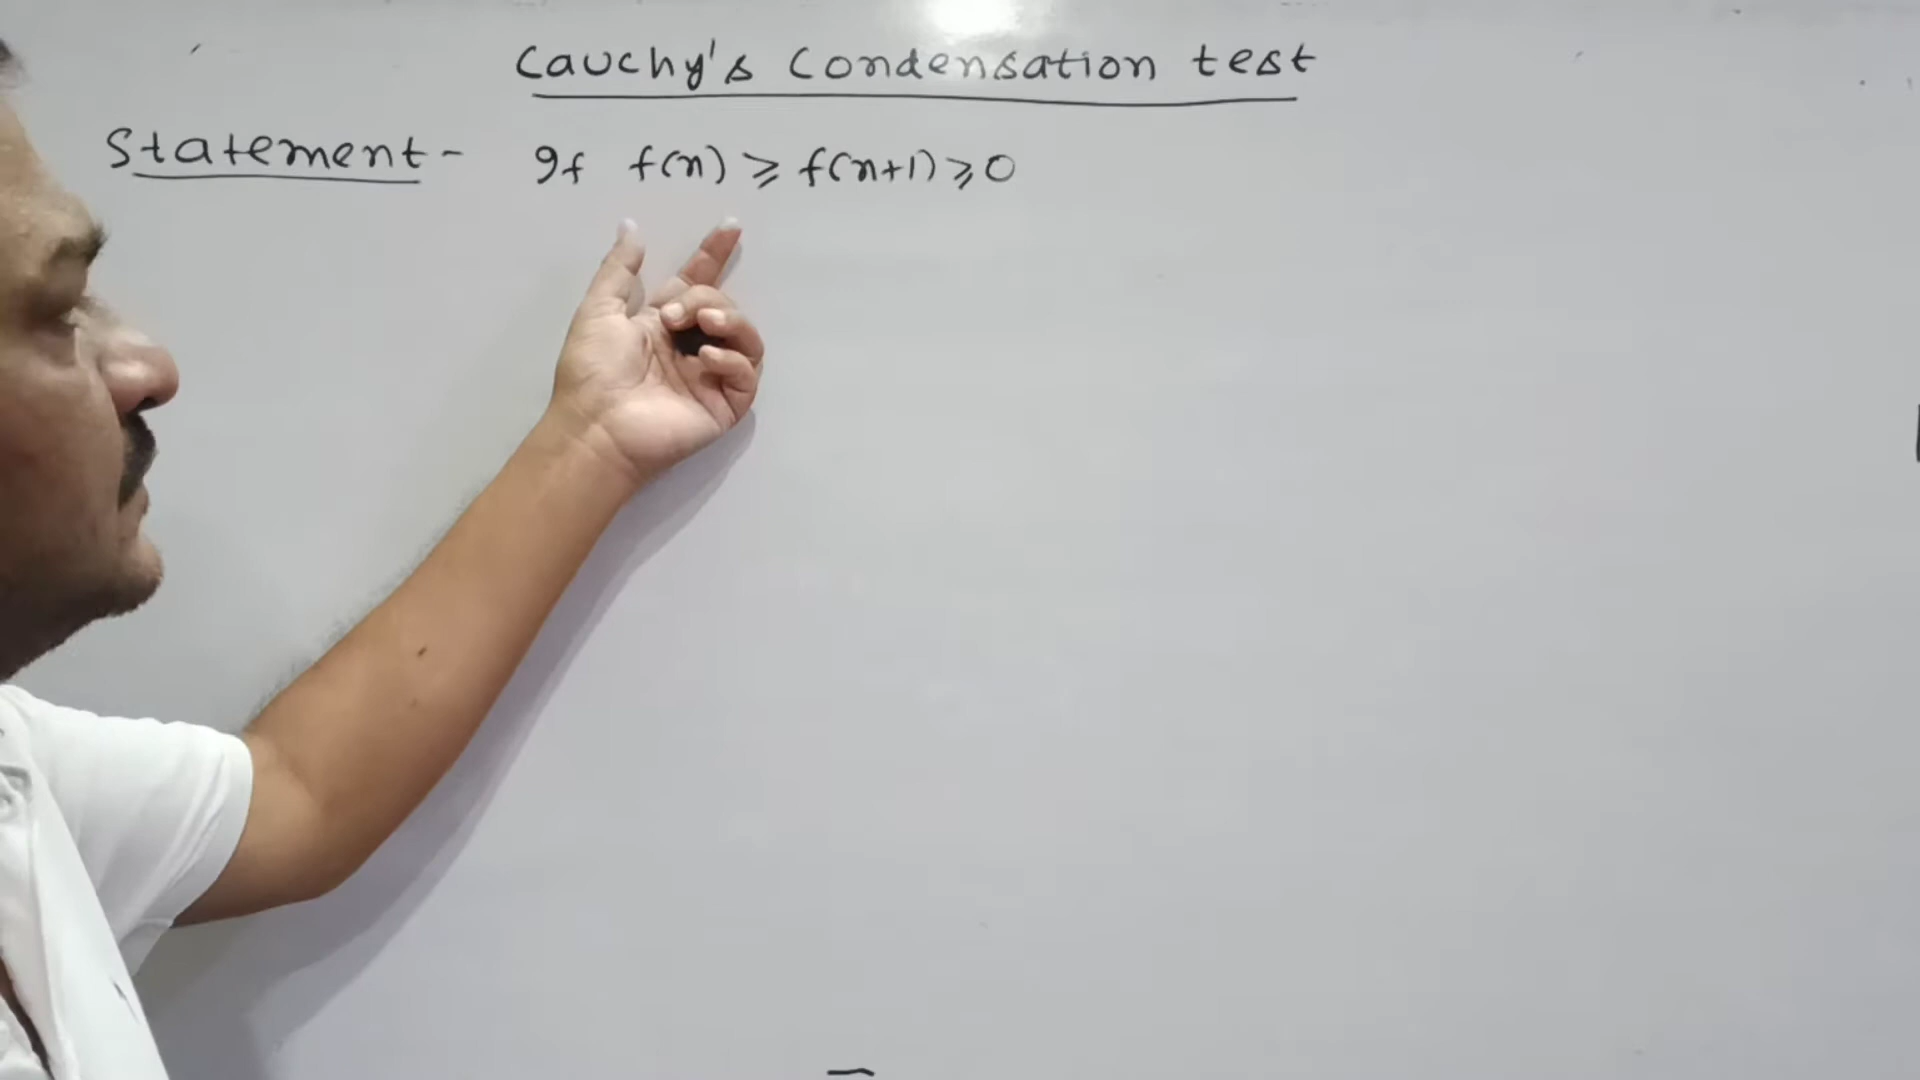 Cauchy's Condensation test
Statement- If f(n) ⩾ f(n+1) ⩾ 0